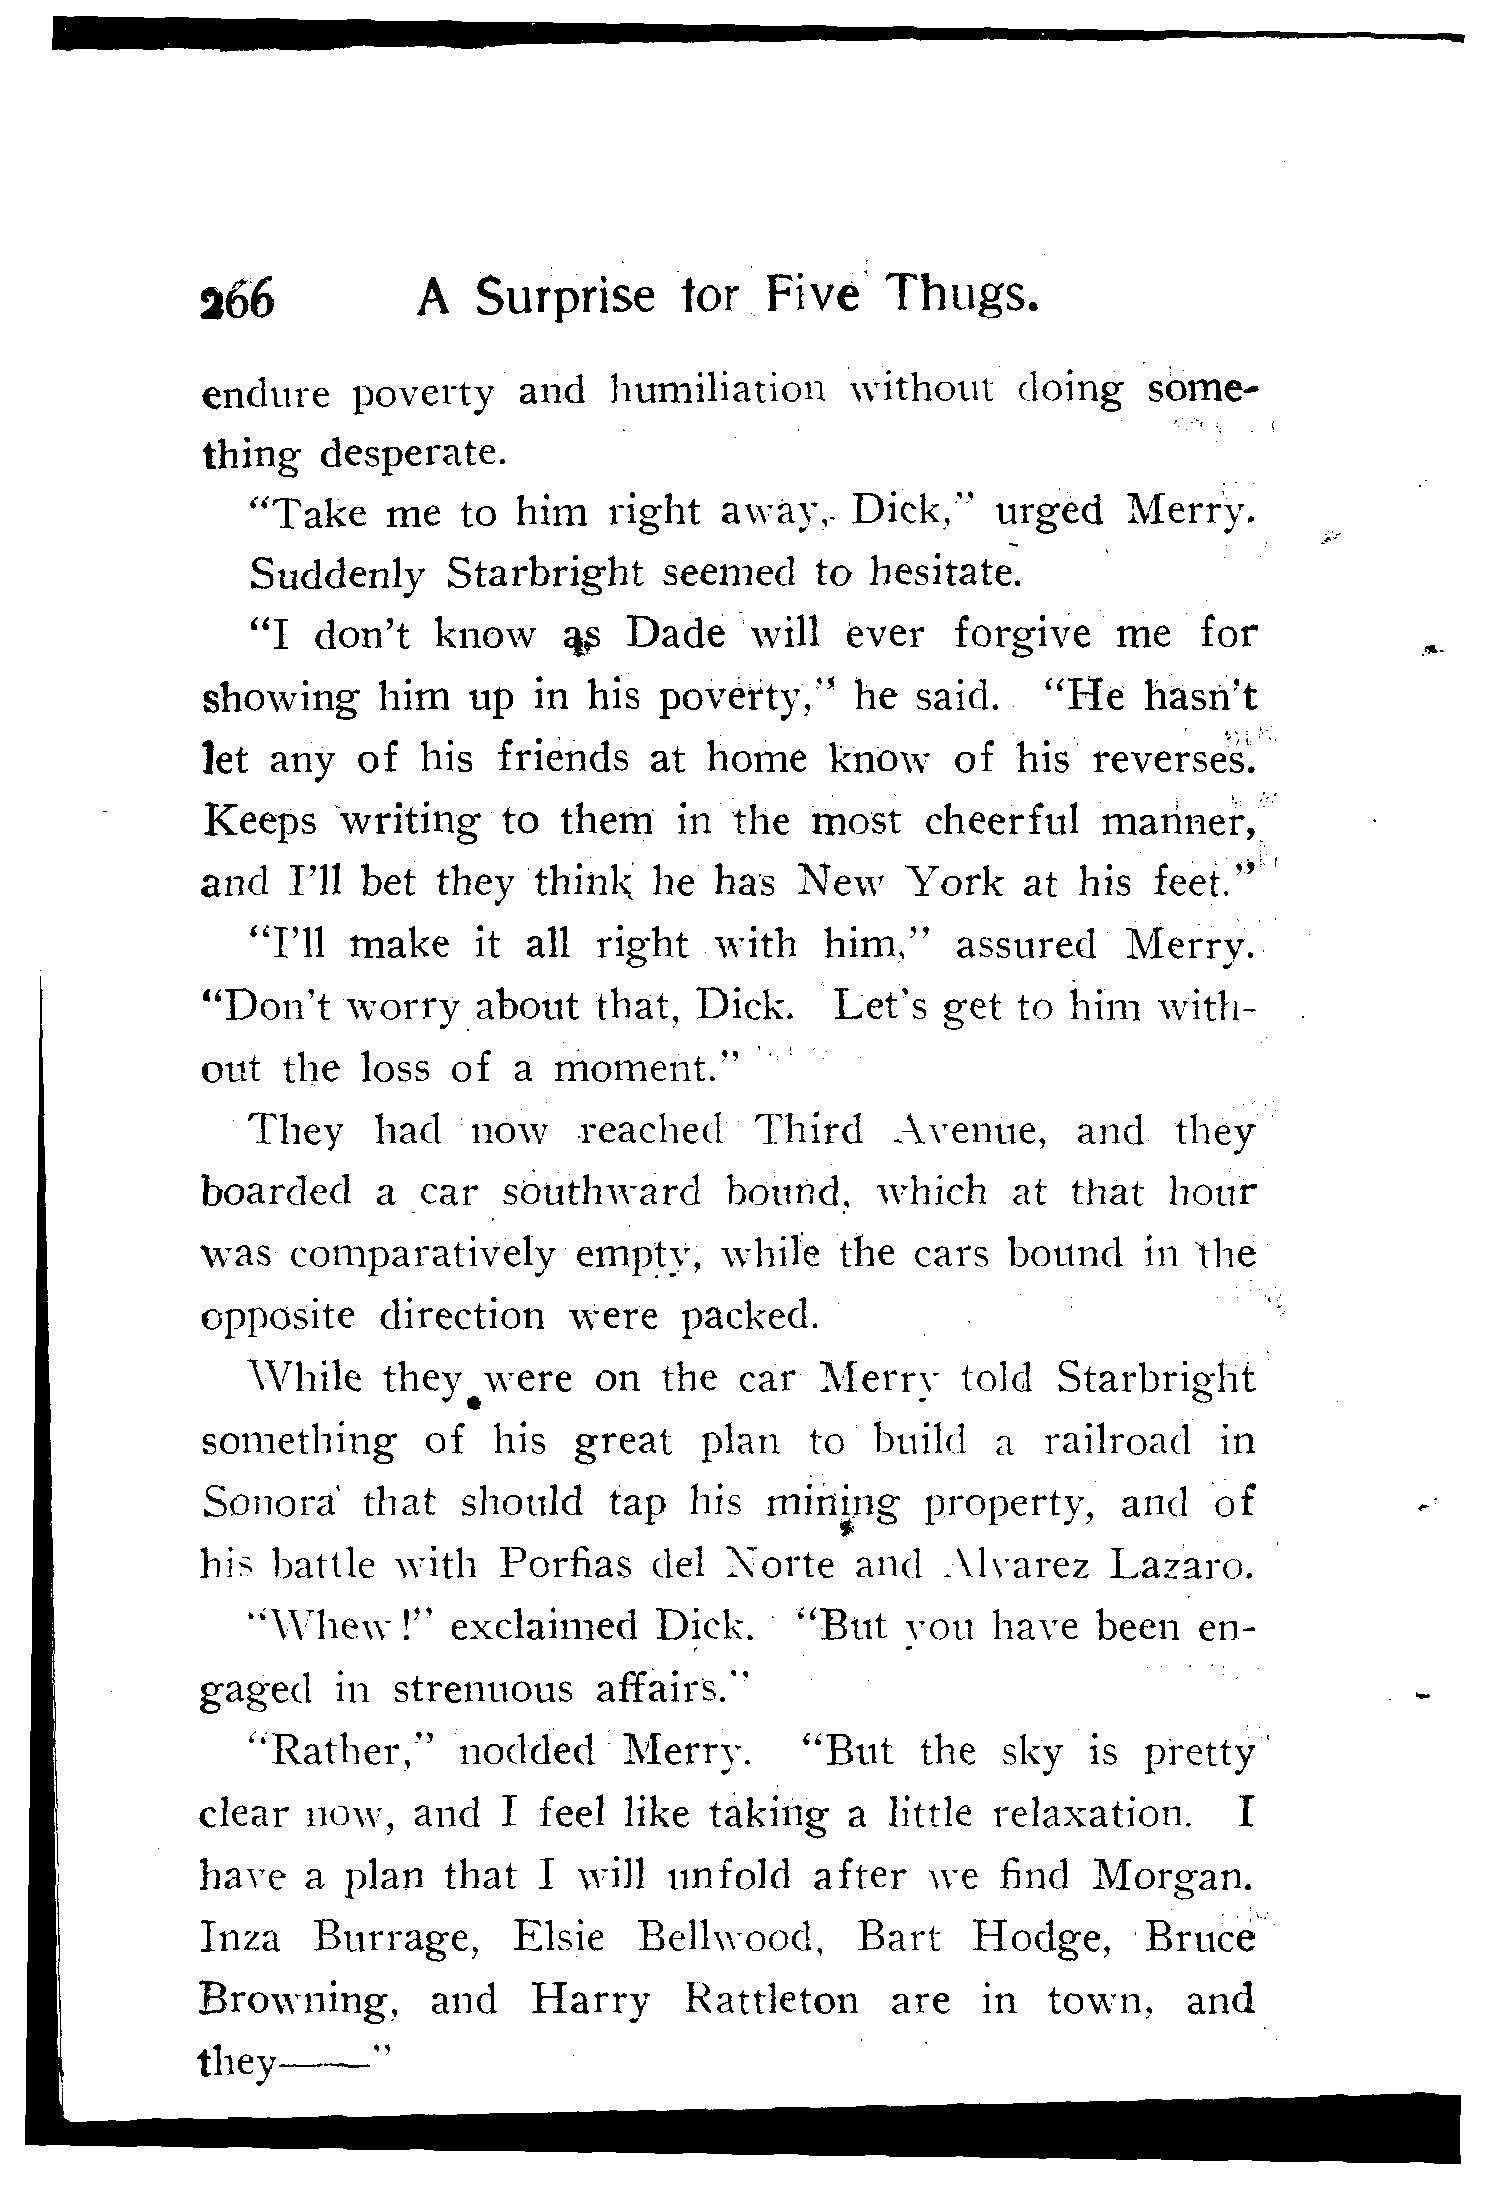 266 A Surprise for Five Thugs.
endure poverty and humiliation without doing some-
thing desperate.
"Take me to him right away, Dick," urged Merry.
Suddenly Starbright seemed to hesitate.
"I don't know as Dade will ever forgive me for
showing him up in his poverty," he said. "He hasn't
let any of his friends at home know of his reverses.
Keeps writing to them in the most cheerful manner,
and I'll bet they think he has New York at his feet."
"I'll make it all right with him," assured Merry.
"Don't worry about that, Dick. Let's get to him with-
out the loss of a moment."
They had now reached Third Avenue, and they
boarded a car southward bound, which at that hour
was comparatively empty, while the cars bound in the
opposite direction were packed.
While they were on the car Merry told Starbright
something of his great plan to build a railroad in
Sonora that should tap his mining property, and of
his battle with Porfias del Norte and Alvarez Lazaro.
"Whew!" exclaimed Dick. "But you have been en-
gaged in strenuous affairs."
"Rather," nodded Merry. "But the sky is pretty
clear now, and I feel like taking a little relaxation. I
have a plan that I will unfold after we find Morgan.
Inza Burrage, Elsie Bellwood, Bart Hodge, Bruce
Browning, and Harry Rattleton are in town, and
they——"